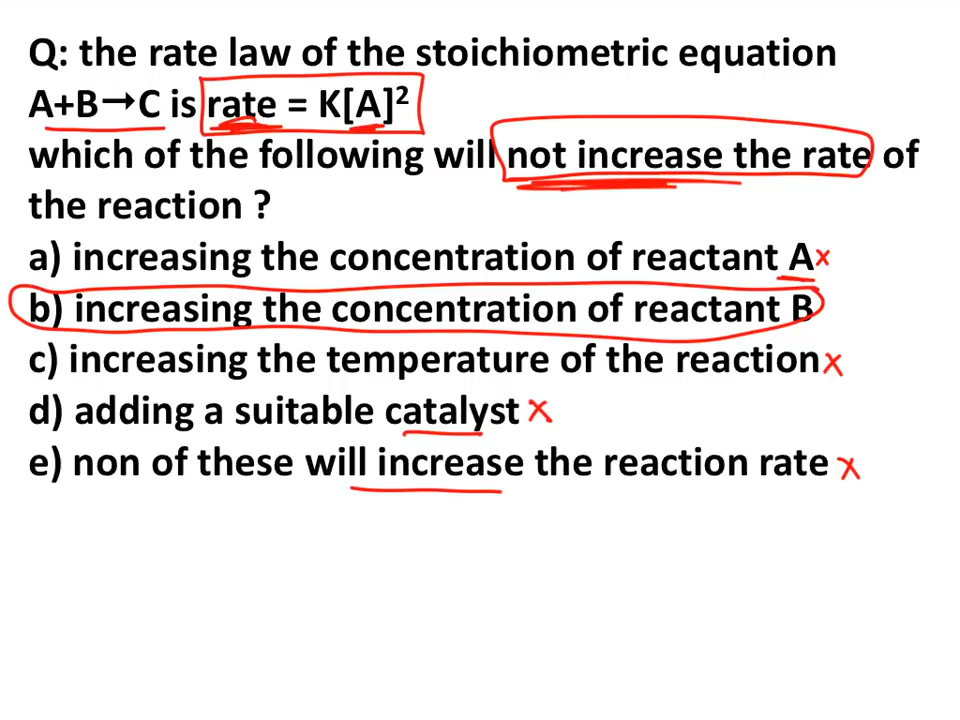 Q: the rate law of the stoichiometric equation
A+B→C is rate = K[A]²
which of the following will not increase the rate of
the reaction ?
a) increasing the concentration of reactant A×
b) increasing the concentration of reactant B
c) increasing the temperature of the reaction×
d) adding a suitable catalyst ×
e) non of these will increase the reaction rate ×